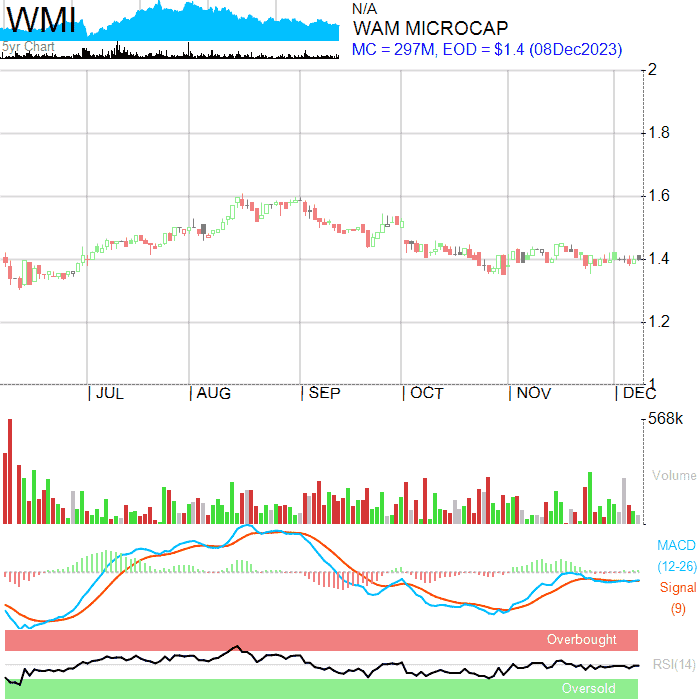 WMI
5yr Chart
N/A
WAM MICROCAP
MC = 297M, EOD = $1.4 (08Dec2023)
2
1.8
1.6
1.4
1.2
1
JUL AUG SEP OCT NOV DEC
568k
Volume
MACD
(12-26)
Signal
(9)
Overbought
RSI(14)
Oversold